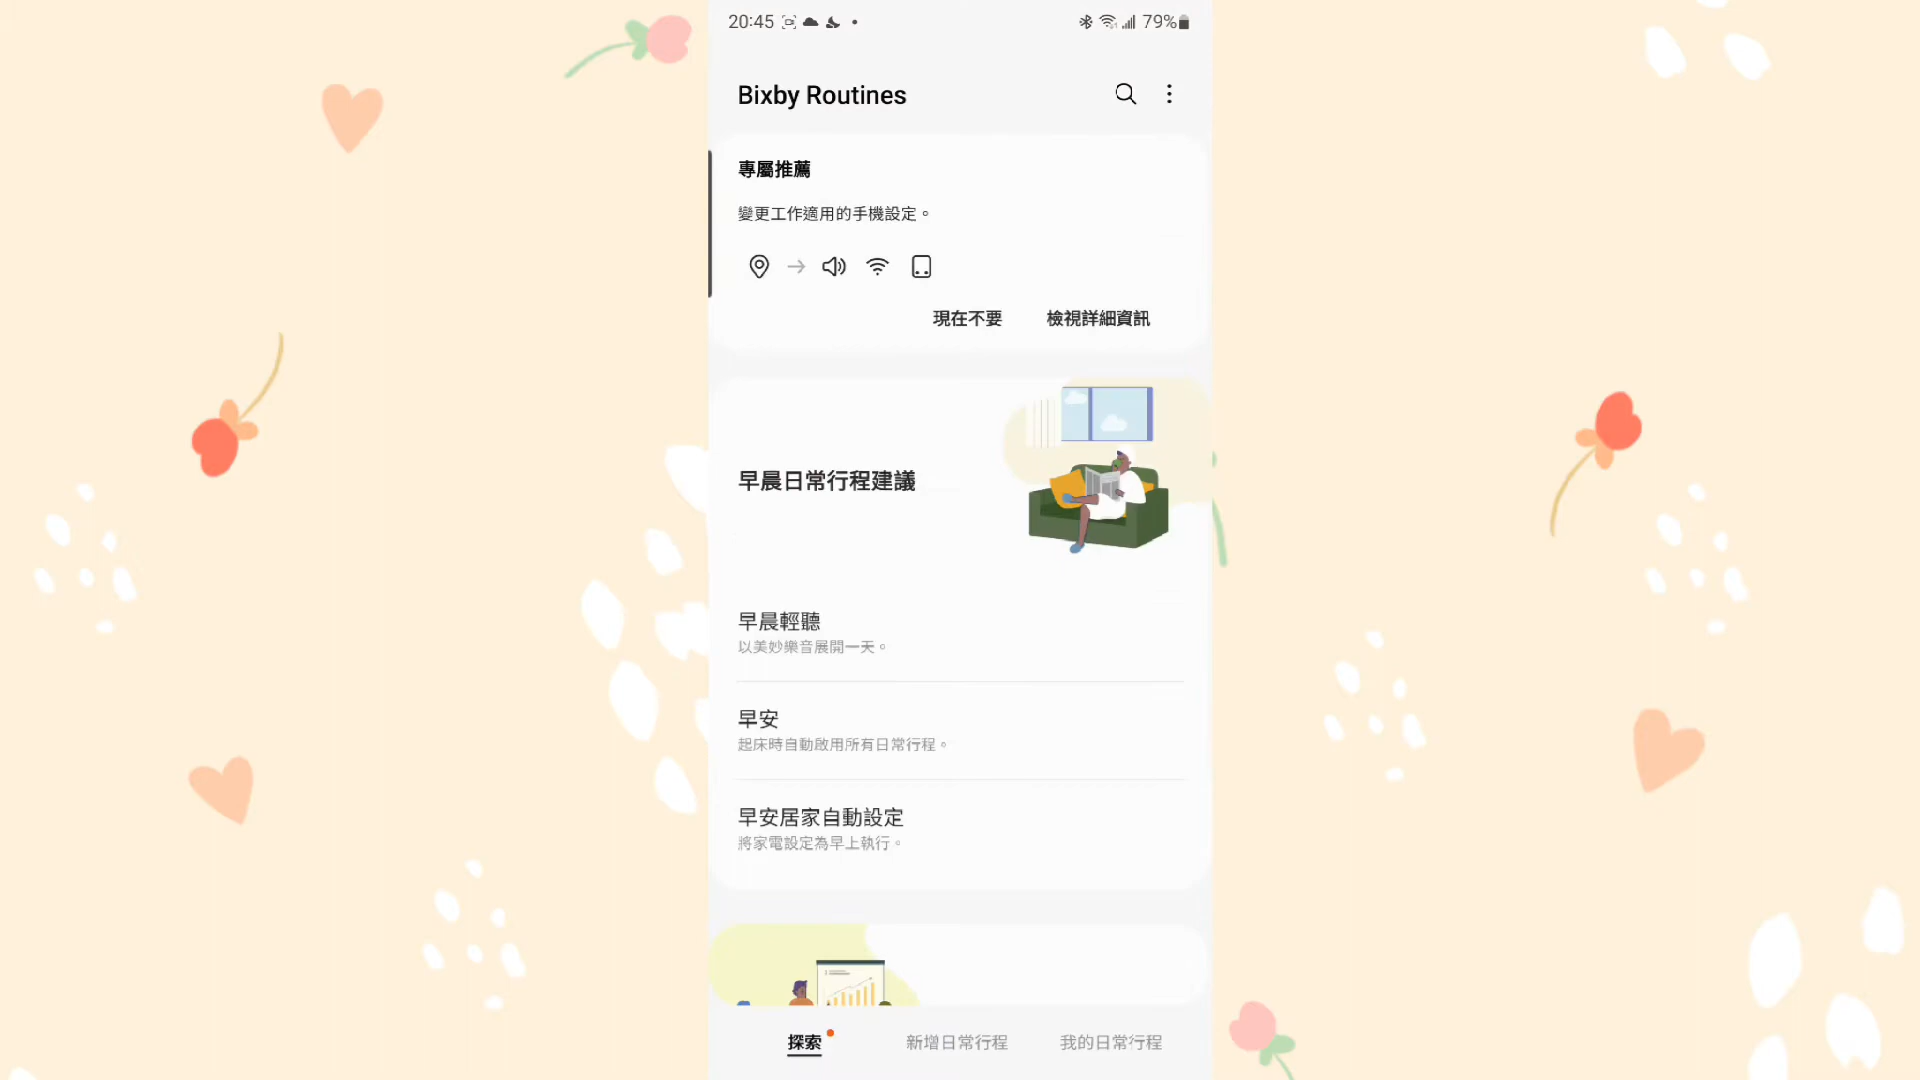 20:45
79%
Bixby Routines
專屬推薦
變更工作適用的手機設定。
現在不要 檢視詳細資訊
早晨日常行程建議
早晨輕聽
以美妙樂音展開一天。
早安
起床時自動啟用所有日常行程。
早安居家自動設定
將家電設定為早上執行。
探索 新增日常行程 我的日常行程